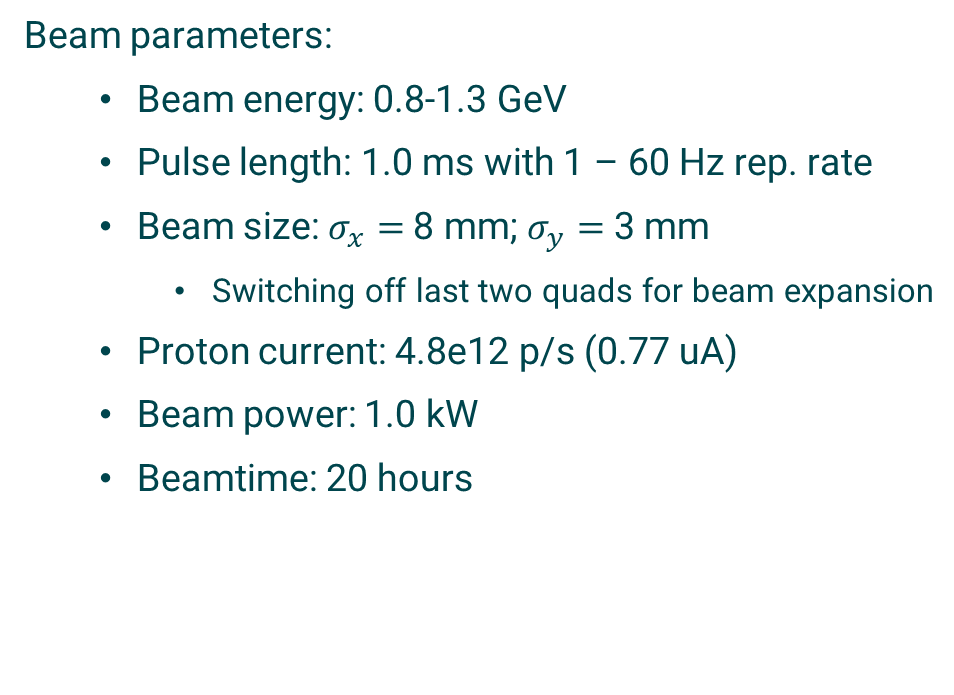 Beam parameters:
• Beam energy: 0.8-1.3 GeV
• Pulse length: 1.0 ms with 1 – 60 Hz rep. rate
• Beam size: σₓ = 8 mm; σ_y = 3 mm
• Switching off last two quads for beam expansion
• Proton current: 4.8e12 p/s (0.77 uA)
• Beam power: 1.0 kW
• Beamtime: 20 hours